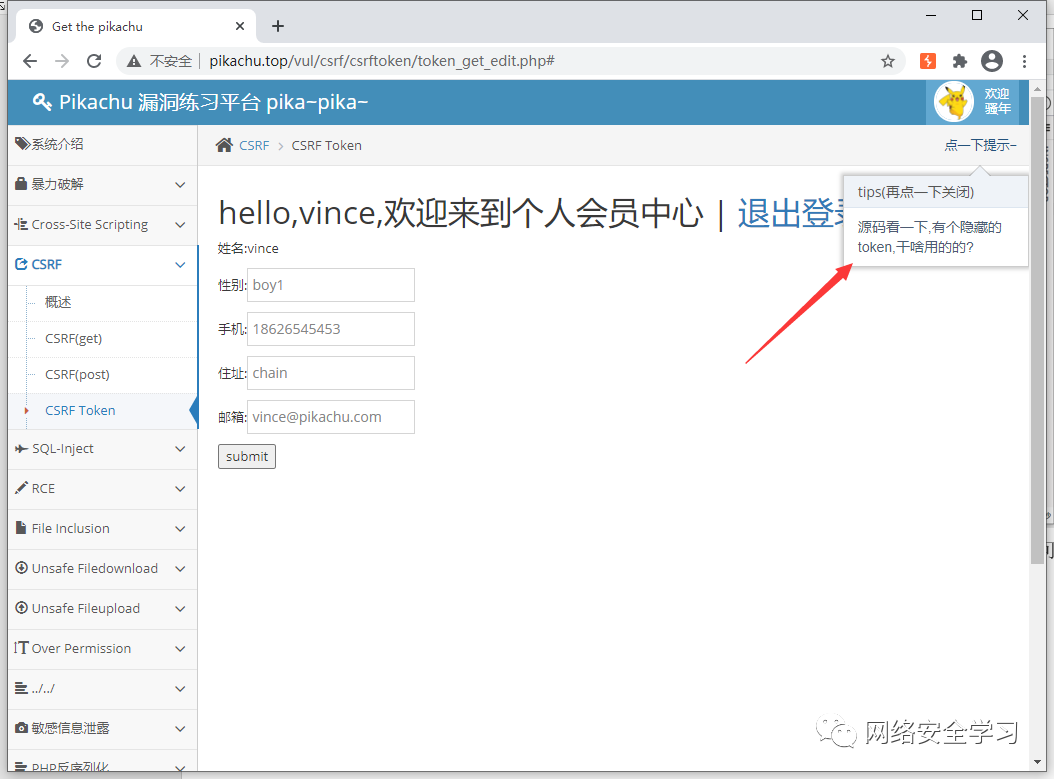 Get the pikachu
不安全 pikachu.top/vul/csrf/csrftoken/token_get_edit.php#
Pikachu 漏洞练习平台 pika~pika~
欢迎
骚年
系统介绍
暴力破解
Cross-Site Scripting
CSRF
概述
CSRF(get)
CSRF(post)
CSRF Token
SQL-Inject
RCE
File Inclusion
Unsafe Filedownload
Unsafe Fileupload
Over Permission
../../
敏感信息泄露
PHP反序列化
CSRF > CSRF Token
点一下提示~
tips(再点一下关闭)
源码看一下,有个隐藏的
token,干啥用的的?
hello,vince,欢迎来到个人会员中心 | 退出登录
姓名:vince
性别: boy1
手机: 18626545453
住址: chain
邮箱: vince@pikachu.com
submit
网络安全学习